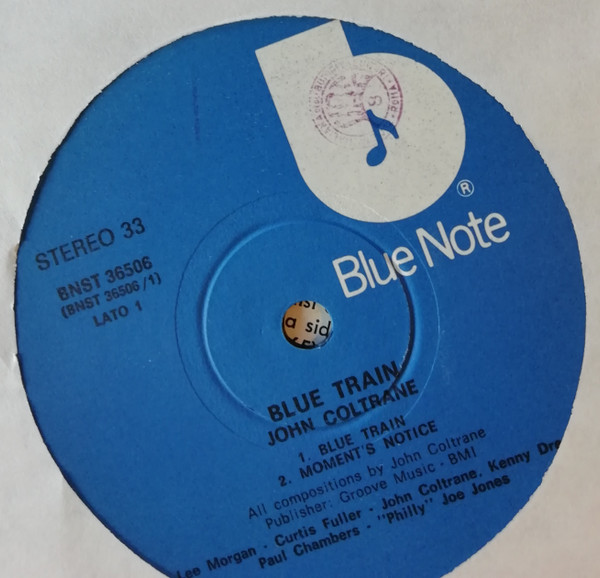 Blue Note
®
STEREO 33
BNST 36506
(BNST 36506/1)
LATO 1
a sid
BLUE TRAIN
JOHN COLTRANE
1. BLUE TRAIN
2. MOMENT'S NOTICE
All compositions by John Coltrane
Publisher: Groove Music - BMI
Lee Morgan - Curtis Fuller - John Coltrane, Kenny Dre
Paul Chambers - "Philly" Joe Jones